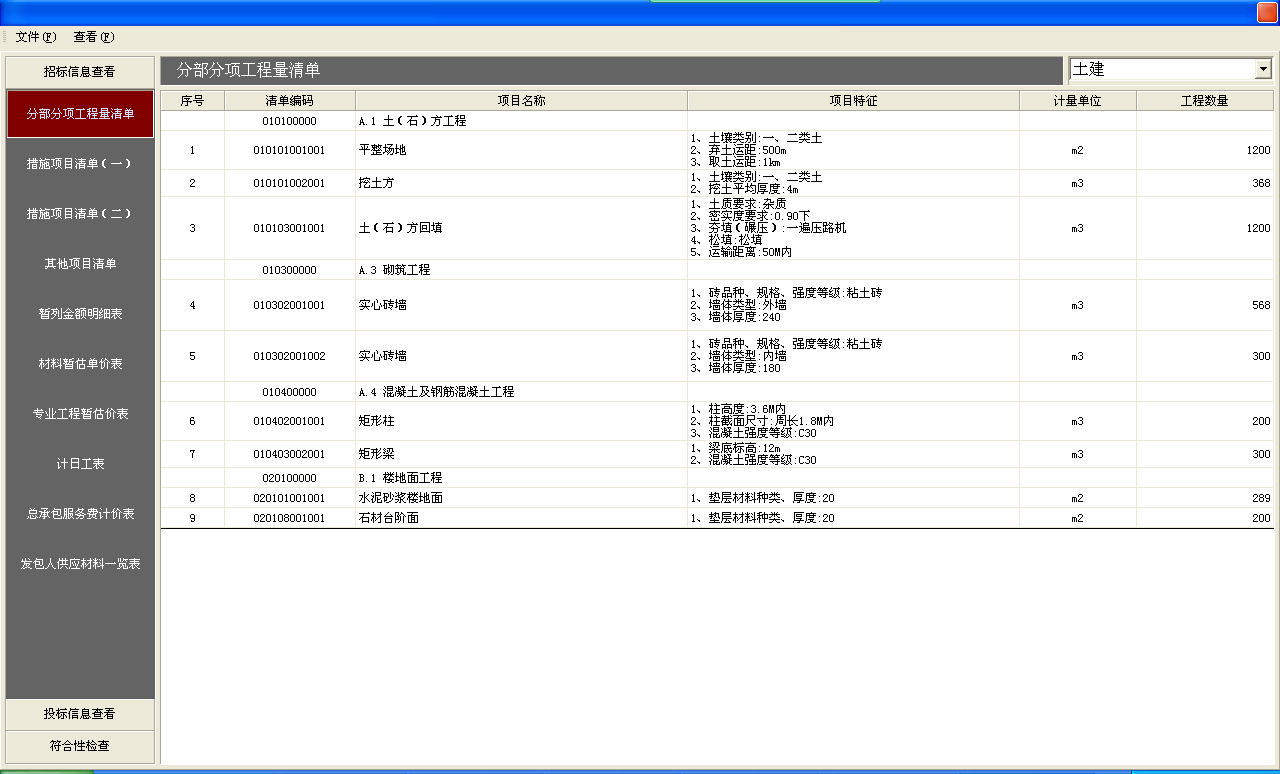 文件(F) 查看(F)
招标信息查看
分部分项工程量清单
措施项目清单(一)
措施项目清单(二)
其他项目清单
暂列金额明细表
材料暂估单价表
专业工程暂估价表
计日工表
总承包服务费计价表
发包人供应材料一览表
投标信息查看
符合性检查
分部分项工程量清单 土建
序号 清单编码 项目名称 项目特征 计量单位 工程数量
010100000 A.1 土(石)方工程
1 010101001001 平整场地 1、土壤类别:一、二类土
2、弃土运距:500m
3、取土运距:1km
m2 1200
2 010101002001 挖土方 1、土壤类别:一、二类土
2、挖土平均厚度:4m
m3 368
3 010103001001 土(石)方回填 1、土质要求:杂质
2、密实度要求:0.90下
3、夯填(碾压):一遍压路机
4、松填:松填
5、运输距离:50M内
m3 1200
010300000 A.3 砌筑工程
4 010302001001 实心砖墙 1、砖品种、规格、强度等级:粘土砖
2、墙体类型:外墙
3、墙体厚度:240
m3 568
5 010302001002 实心砖墙 1、砖品种、规格、强度等级:粘土砖
2、墙体类型:内墙
3、墙体厚度:180
m3 300
010400000 A.4 混凝土及钢筋混凝土工程
6 010402001001 矩形柱 1、柱高度:3.6M内
2、柱截面尺寸:周长1.8M内
3、混凝土强度等级:C30
m3 200
7 010403002001 矩形梁 1、梁底标高:12m
2、混凝土强度等级:C30
m3 300
020100000 B.1 楼地面工程
8 020101001001 水泥砂浆楼地面 1、垫层材料种类、厚度:20 m2 289
9 020108001001 石材台阶面 1、垫层材料种类、厚度:20 m2 200